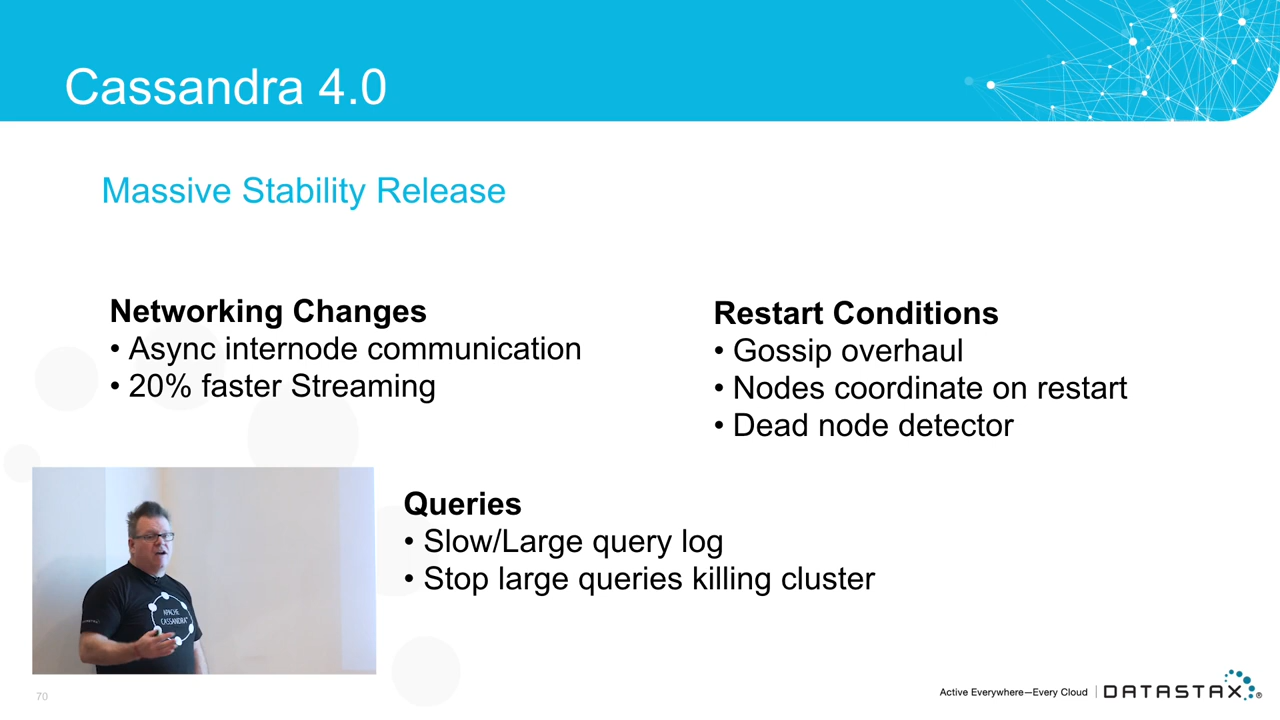 Cassandra 4.0
Massive Stability Release
Networking Changes
• Async internode communication
• 20% faster Streaming
Restart Conditions
• Gossip overhaul
• Nodes coordinate on restart
• Dead node detector
Queries
• Slow/Large query log
• Stop large queries killing cluster
APACHE
CASSANDRA
70
Active Everywhere—Every Cloud
DATASTAX®